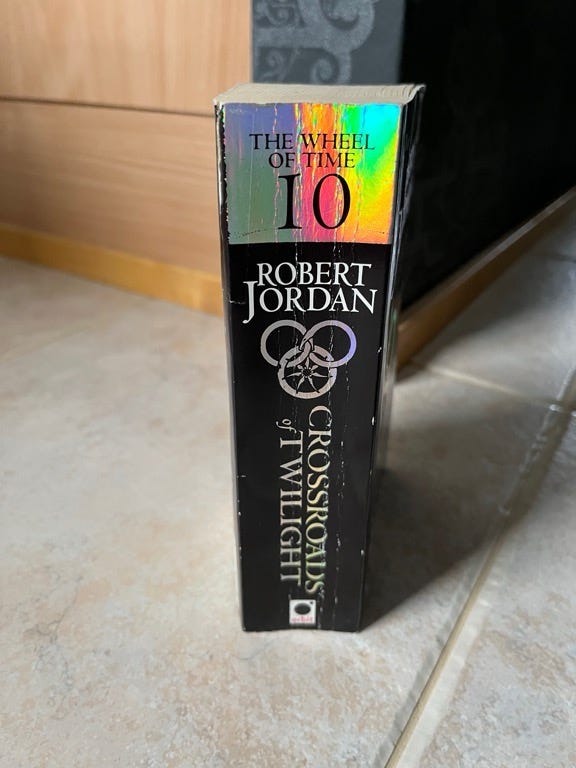 THE WHEEL
OF TIME
10
ROBERT
JORDAN
CROSSROADS
of TWILIGHT